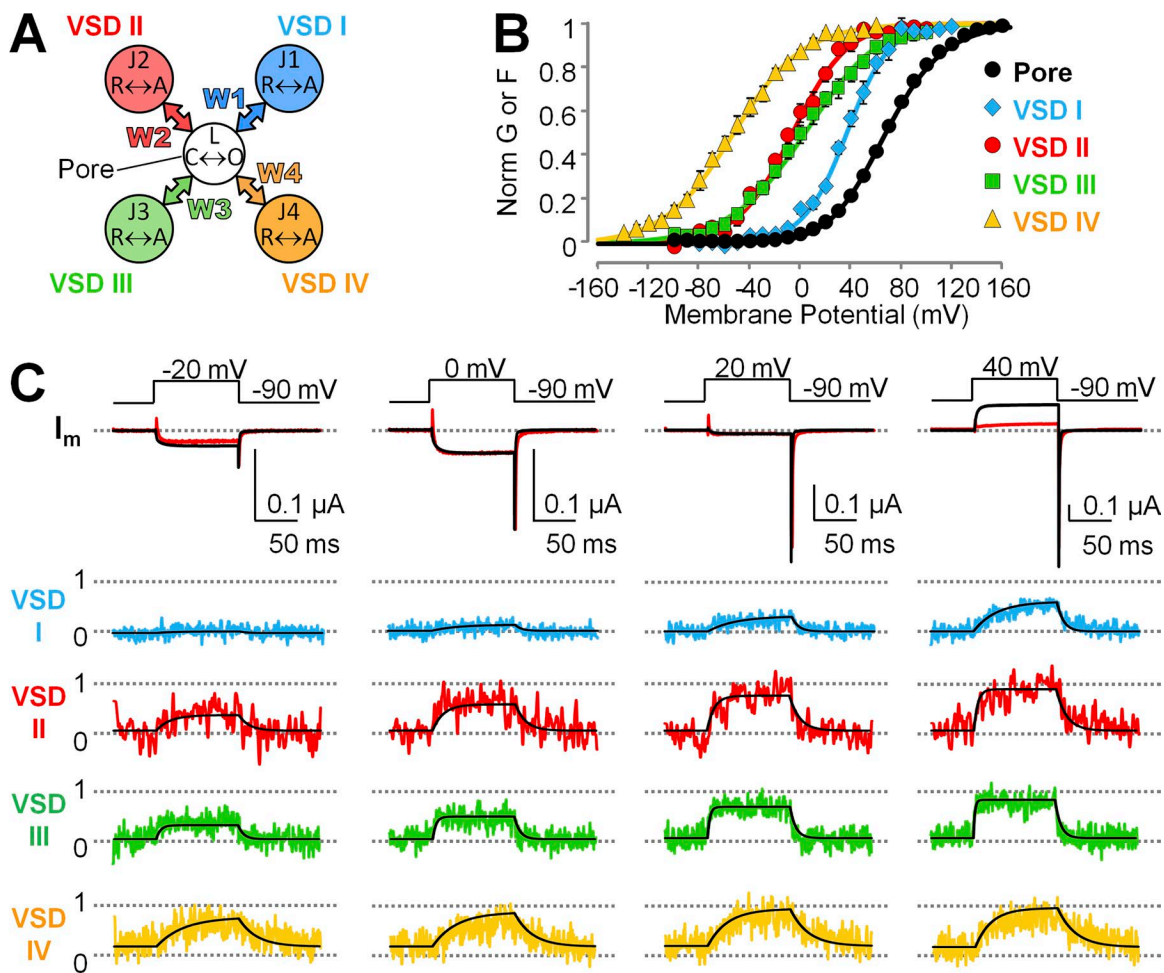 A
VSD II
VSD I
J2
R↔A
J1
R↔A
W2
W1
L
C↔O
Pore
W3
W4
J3
R↔A
J4
R↔A
VSD III
VSD IV
B
Norm G or F
1
0.8
0.6
0.4
0.2
0
-160
-120
-80
-40
0
40
80
120
160
Membrane Potential (mV)
Pore
VSD I
VSD II
VSD III
VSD IV
C
-20 mV
-90 mV
0 mV
-90 mV
20 mV
-90 mV
40 mV
-90 mV
Im
0.1 µA
50 ms
0.1 µA
50 ms
0.1 µA
50 ms
0.1 µA
50 ms
VSD
I
1
0
VSD
II
1
0
VSD
III
1
0
VSD
IV
1
0